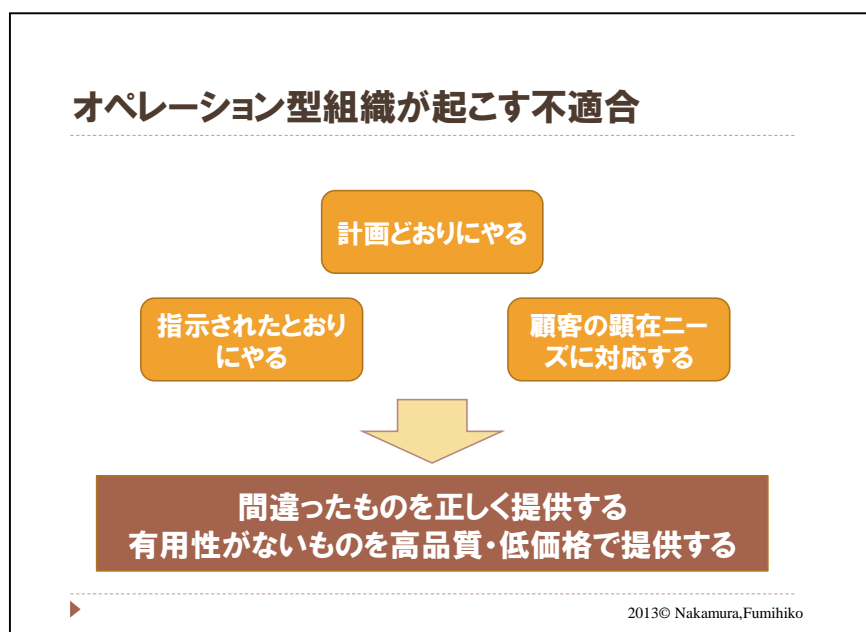 オペレーション型組織が起こす不適合
計画どおりにやる
指示されたとおり
にやる
顧客の顕在ニー
ズに対応する
間違ったものを正しく提供する
有用性がないものを高品質・低価格で提供する
2013© Nakamura,Fumihiko